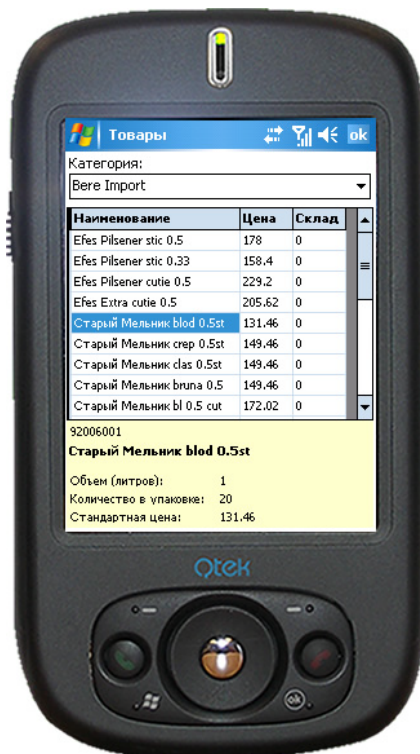 Товары ok
Категория:
Bere Import
Наименование Цена Склад
Efes Pilsener stic 0.5 178 0
Efes Pilsener stic 0.33 158.4 0
Efes Pilsener cutie 0.5 229.2 0
Efes Extra cutie 0.5 205.62 0
Старый Мельник blod 0.5st 131.46 0
Старый Мельник crep 0.5st 149.46 0
Старый Мельник clas 0.5st 149.46 0
Старый Мельник bruna 0.5 149.46 0
Старый Мельник bl 0.5 cut 172.02 0
92006001
Старый Мельник blod 0.5st
Объем (литров): 1
Количество в упаковке: 20
Стандартная цена: 131.46
Qtek
ok